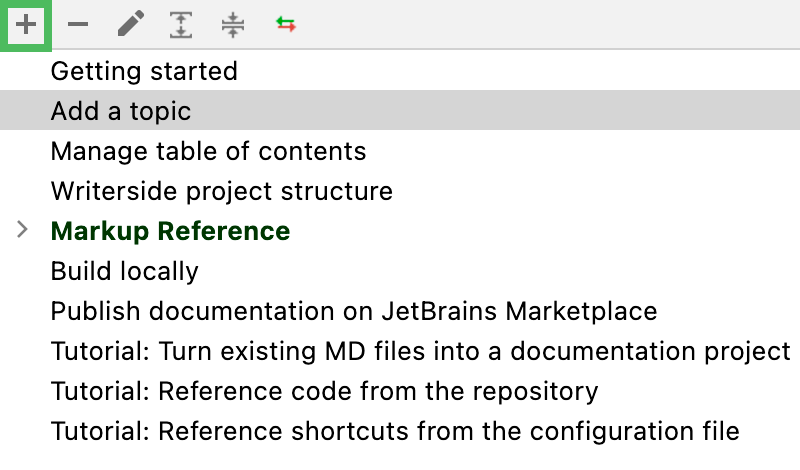 Getting started
Add a topic
Manage table of contents
Writerside project structure
Markup Reference
Build locally
Publish documentation on JetBrains Marketplace
Tutorial: Turn existing MD files into a documentation project
Tutorial: Reference code from the repository
Tutorial: Reference shortcuts from the configuration file